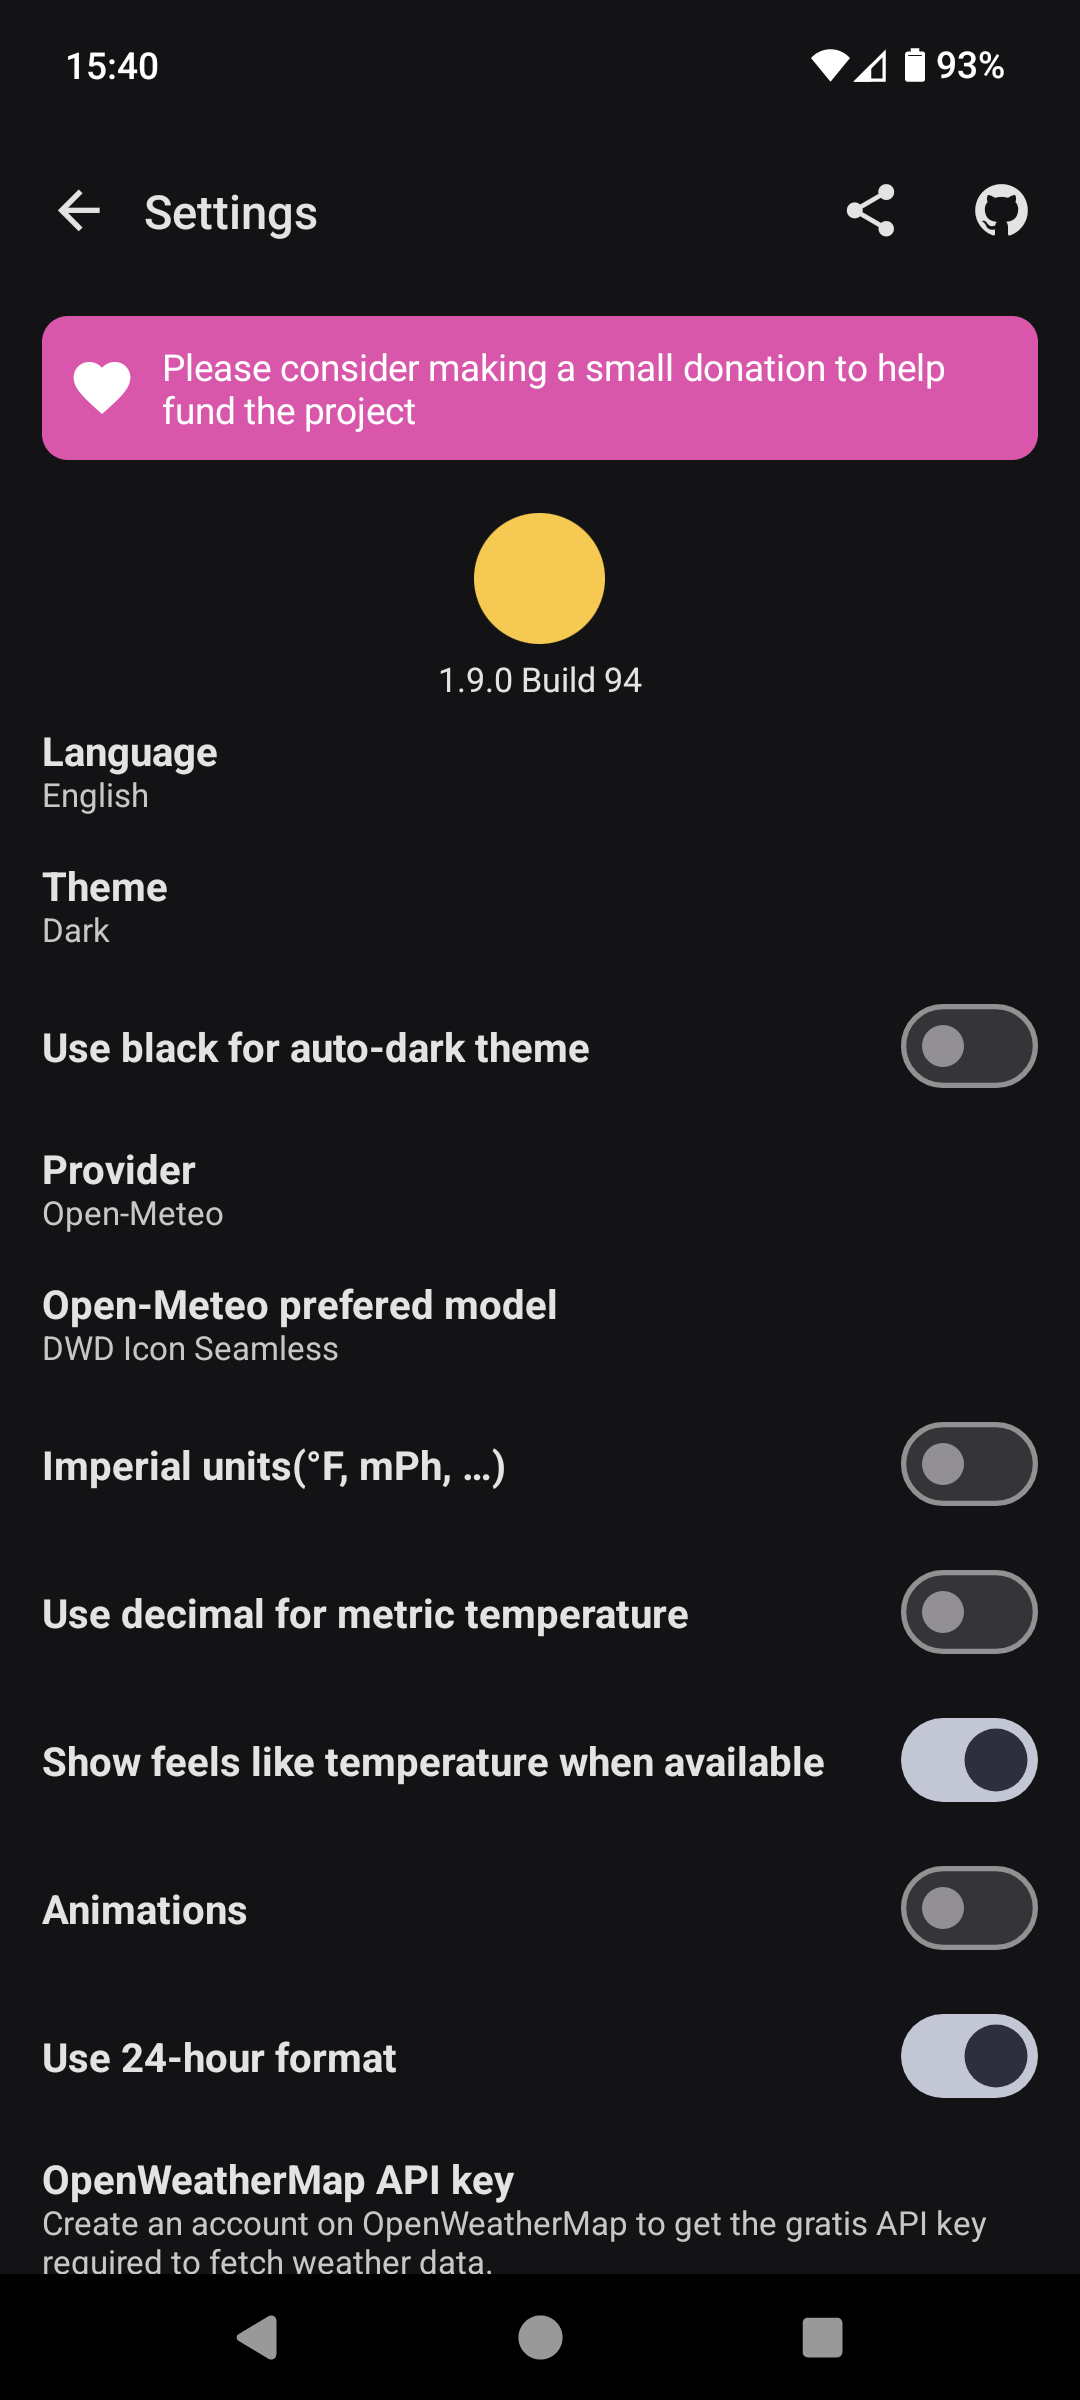 15:40
93%
Settings
Please consider making a small donation to help
fund the project
1.9.0 Build 94
Language
English
Theme
Dark
Use black for auto-dark theme
Provider
Open-Meteo
Open-Meteo prefered model
DWD Icon Seamless
Imperial units(°F, mPh, …)
Use decimal for metric temperature
Show feels like temperature when available
Animations
Use 24-hour format
OpenWeatherMap API key
Create an account on OpenWeatherMap to get the gratis API key
required to fetch weather data.